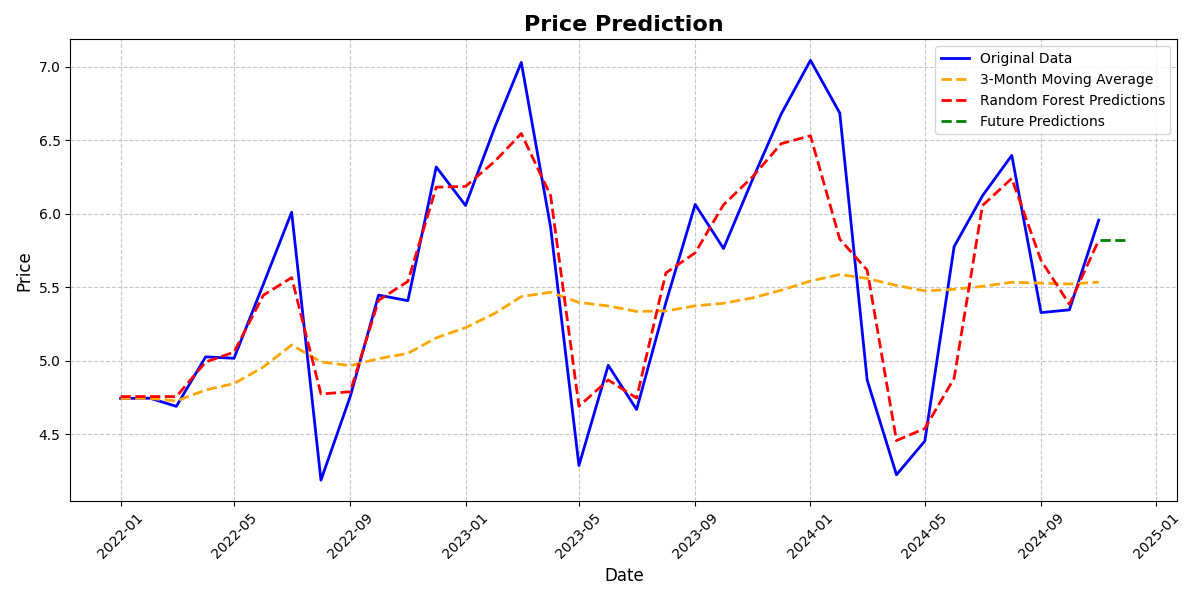 Price Prediction
Original Data
3-Month Moving Average
Random Forest Predictions
Future Predictions
Price
7.0
6.5
6.0
5.5
5.0
4.5
2022-01
2022-05
2022-09
2023-01
2023-05
2023-09
2024-01
2024-05
2024-09
2025-01
Date